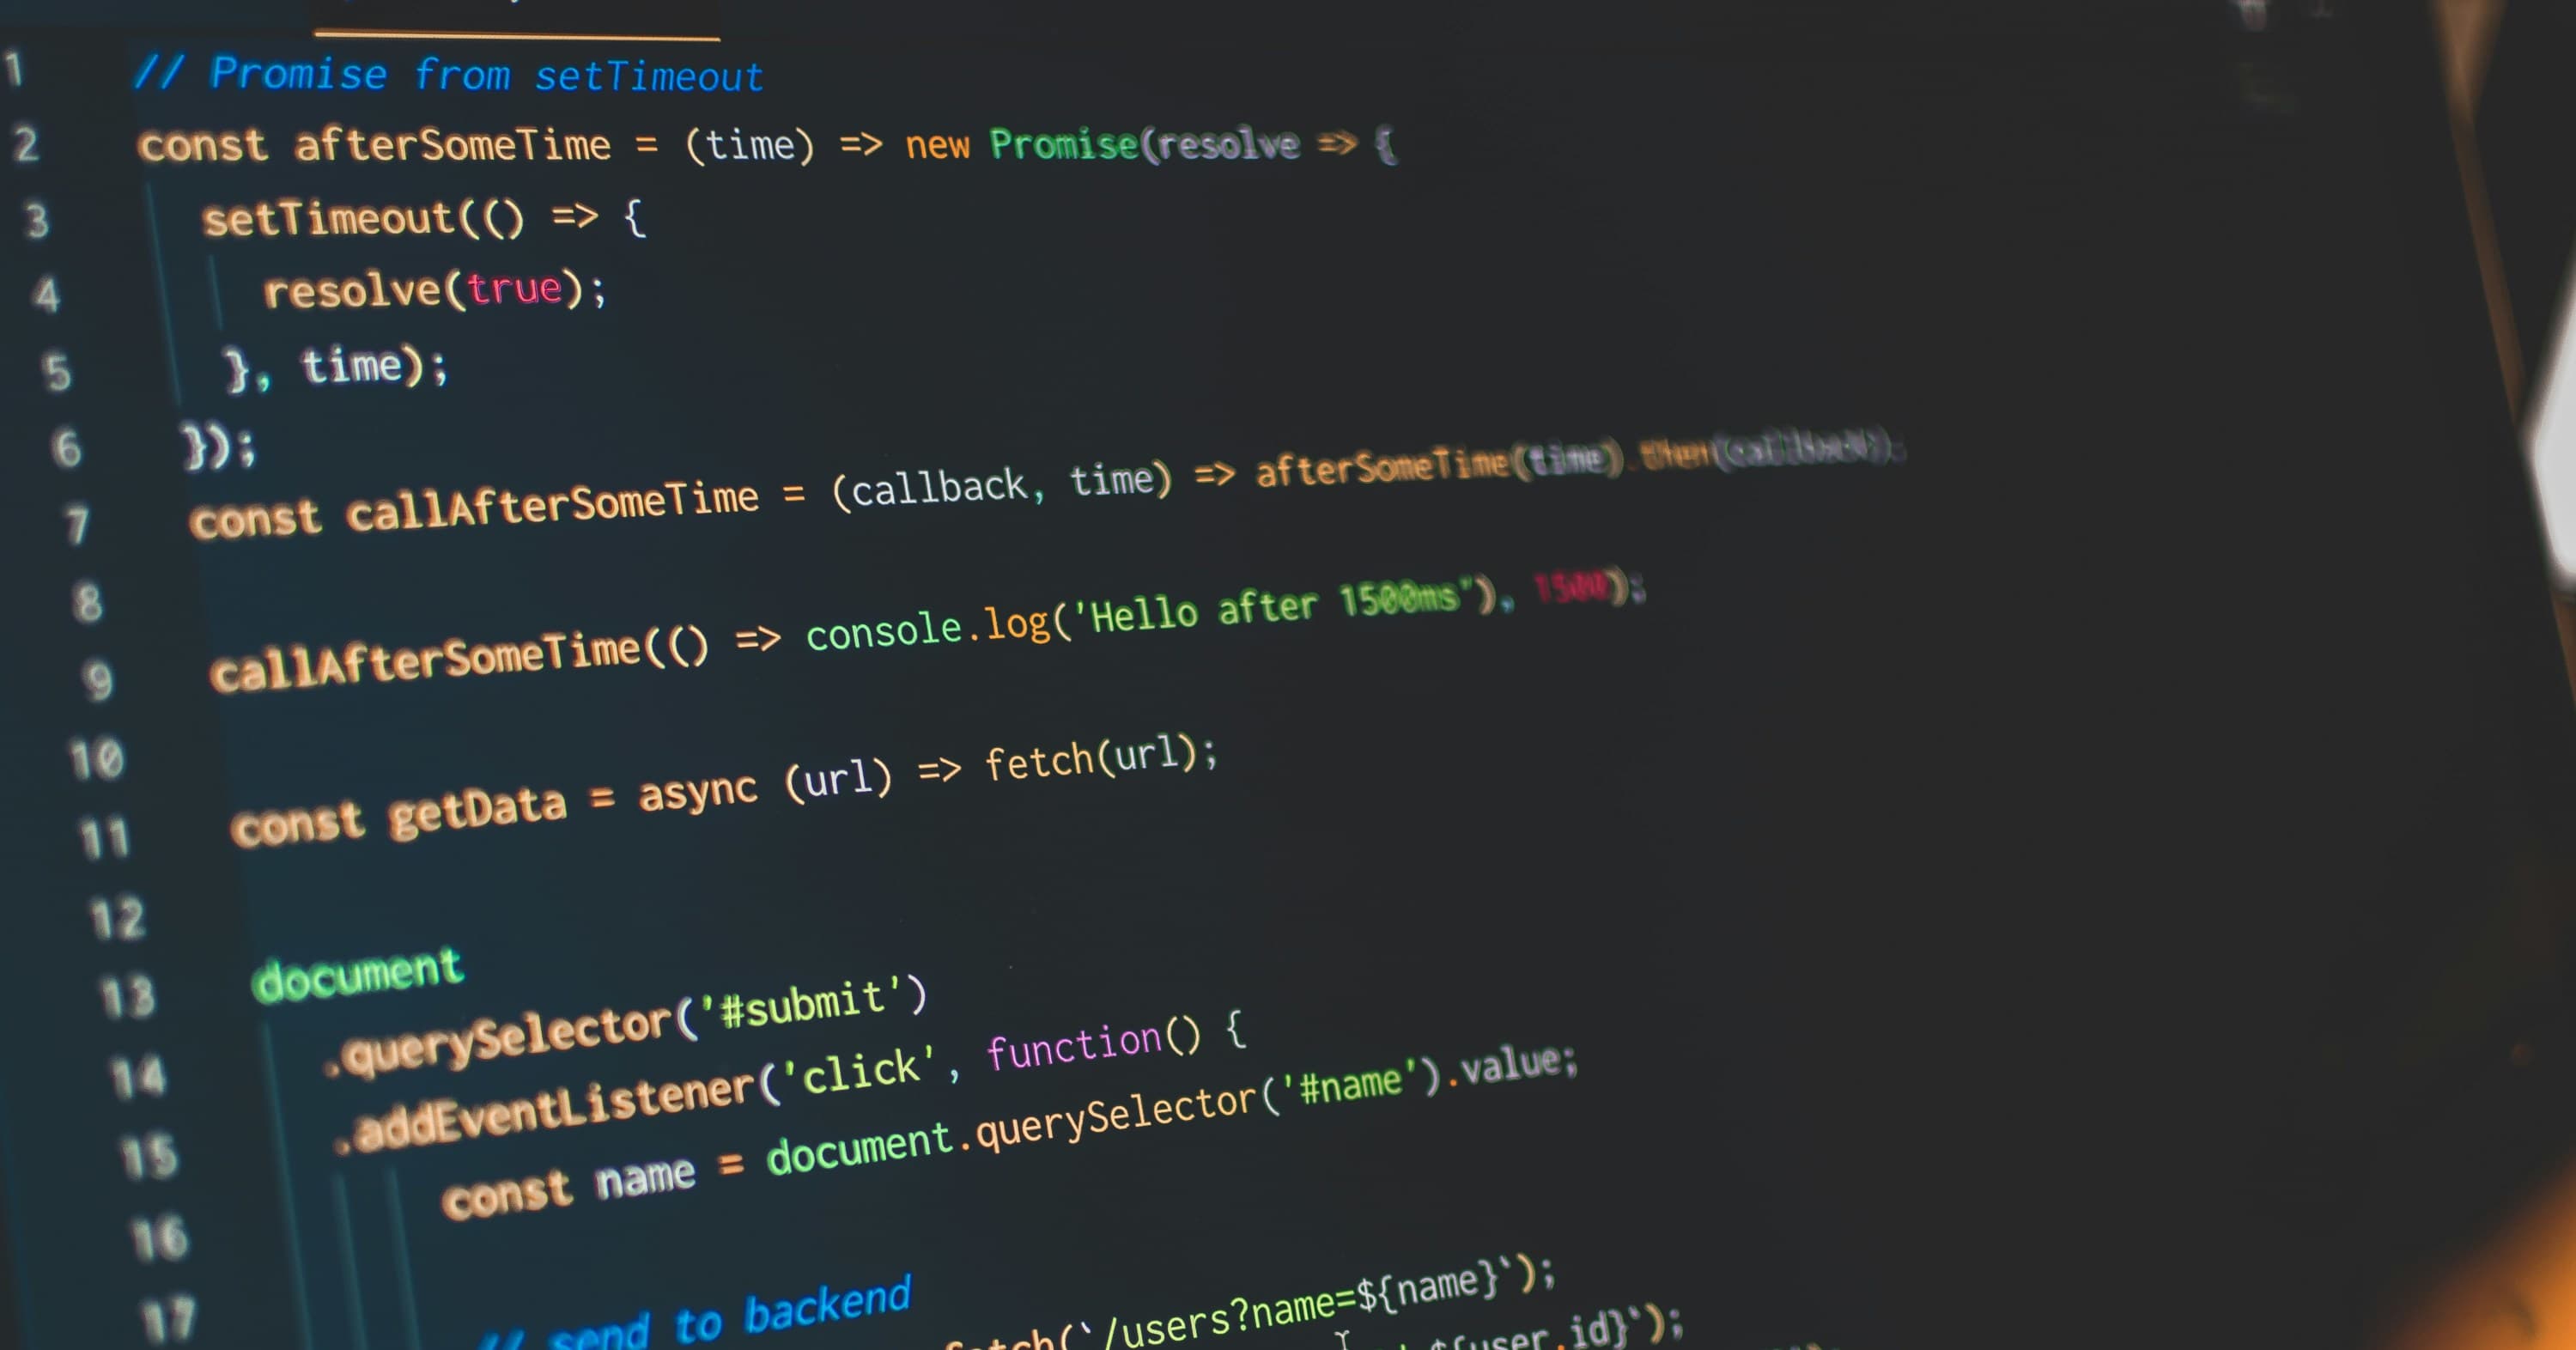 1 // Promise from setTimeout
2 const afterSomeTime = (time) => new Promise(resolve => {
3 setTimeout(() => {
4 resolve(true);
5 }, time);
6 });
7 const callAfterSomeTime = (callback, time) => afterSomeTime(time).then(callback);
8
9 callAfterSomeTime(() => console.log('Hello after 1500ms'), 1500);
10
11 const getData = async (url) => fetch(url);
12
13 document
14 .querySelector('#submit')
15 .addEventListener('click', function() {
16 const name = document.querySelector('#name').value;
17
// send to backend
fetch(`/users?name=${name}`);
${user.id}`);